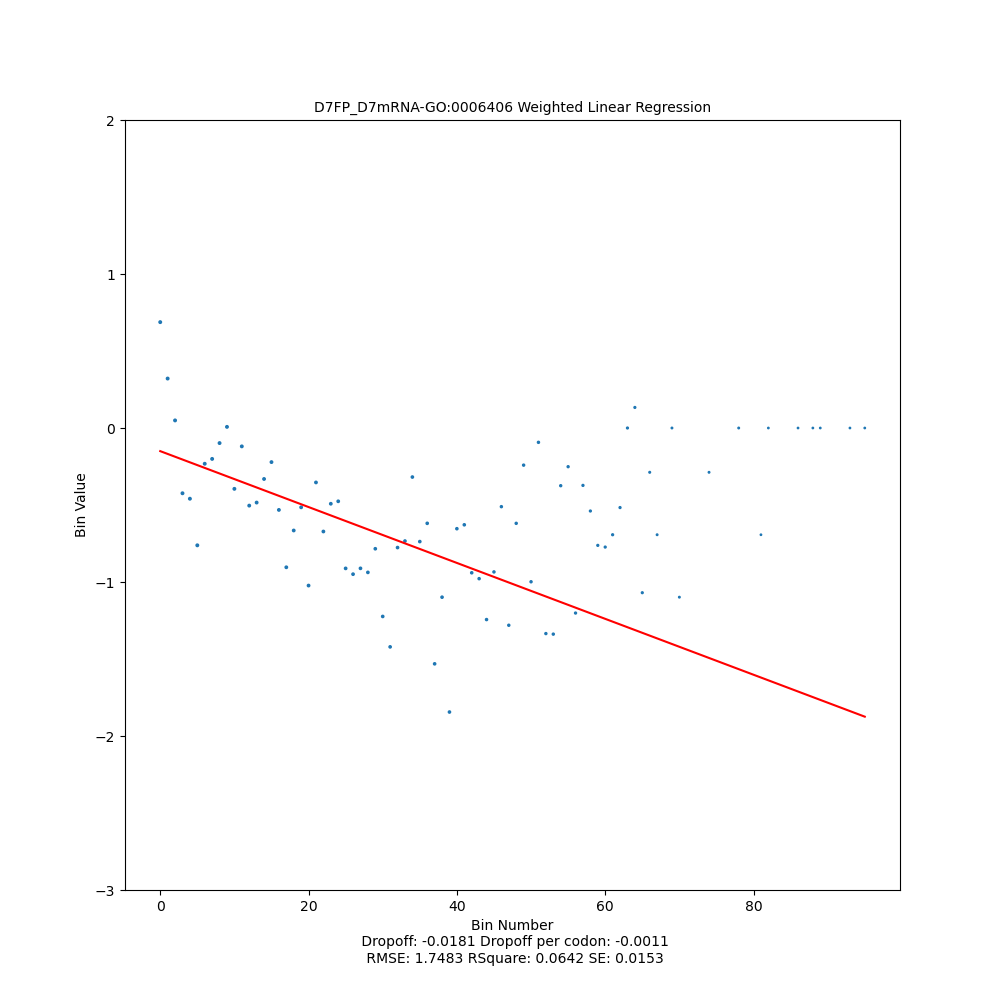 D7FP_D7mRNA-GO:0006406 Weighted Linear Regression
2
1
0
−1
−2
−3
Bin Value
0 20 40 60 80
Bin Number
Dropoff: -0.0181 Dropoff per codon: -0.0011
RMSE: 1.7483 RSquare: 0.0642 SE: 0.0153